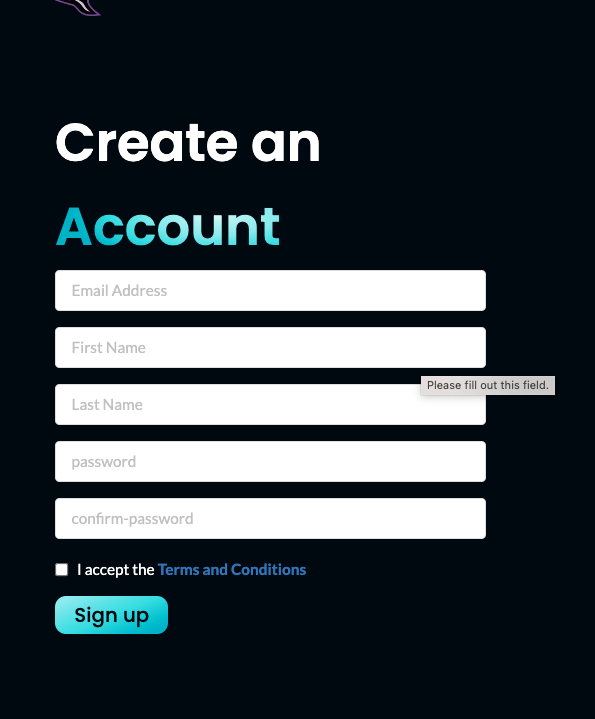 Create an
Account
Email Address
First Name
Please fill out this field.
Last Name
password
confirm-password
I accept the Terms and Conditions
Sign up